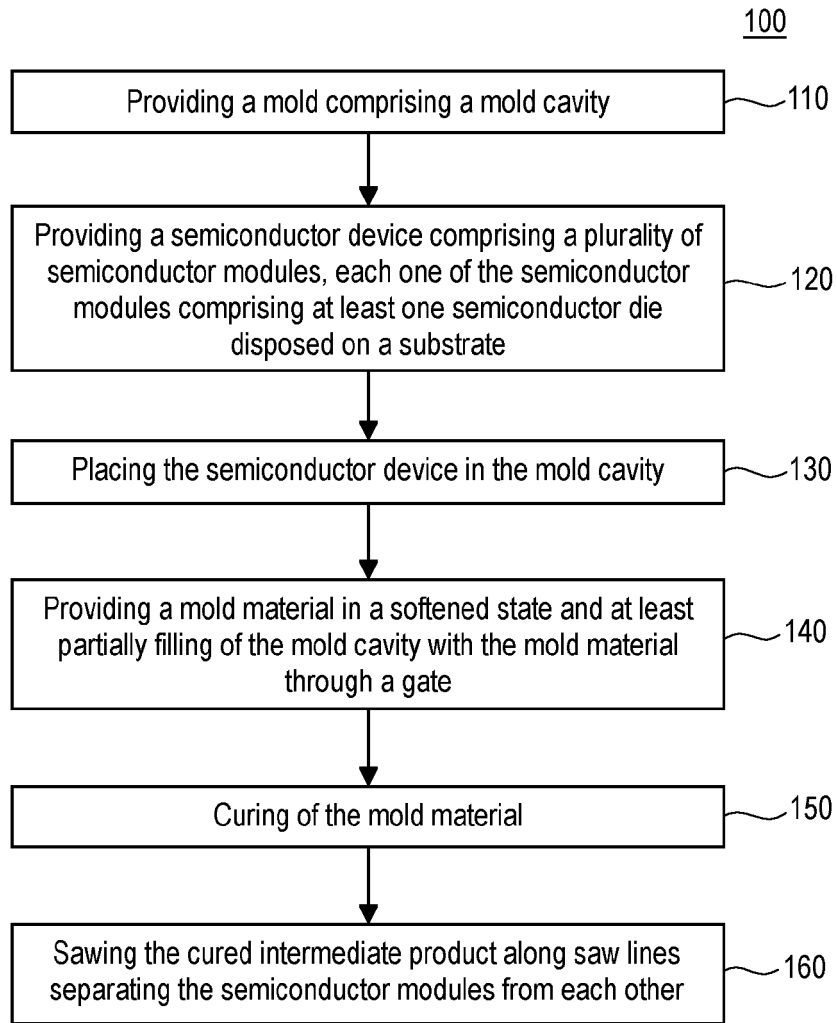 100
Providing a mold comprising a mold cavity
110
Providing a semiconductor device comprising a plurality of
semiconductor modules, each one of the semiconductor
modules comprising at least one semiconductor die
disposed on a substrate
120
Placing the semiconductor device in the mold cavity
130
Providing a mold material in a softened state and at least
partially filling of the mold cavity with the mold material
through a gate
140
Curing of the mold material
150
Sawing the cured intermediate product along saw lines
separating the semiconductor modules from each other
160